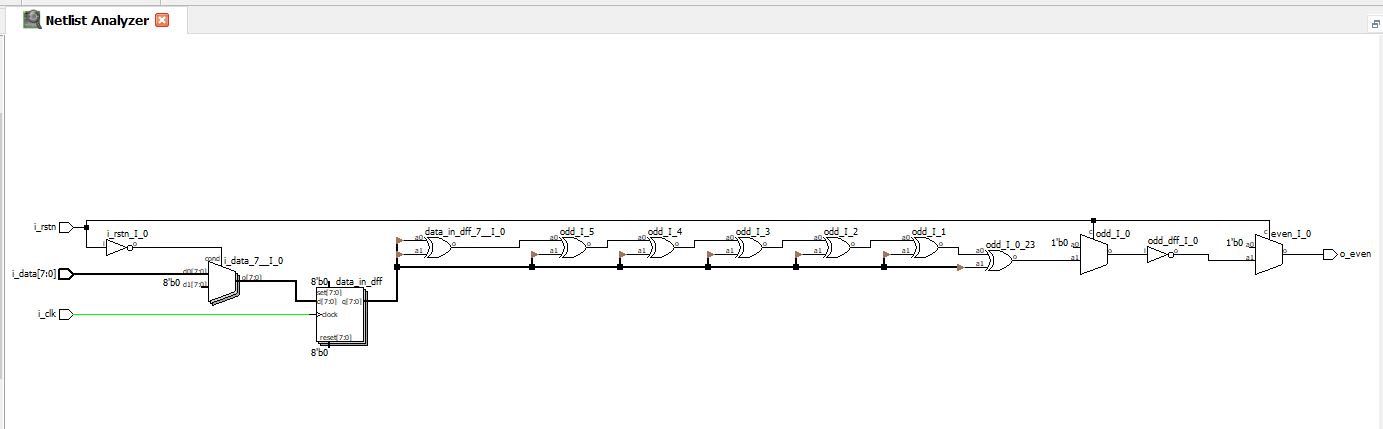 Netlist Analyzer
i_rstn
i_rstn_I_0
i o
cond
i_data_7__I_0
i_data[7:0]
d0[7:0]
o[7:0]
8'b0 d1[7:0]
8'b0 data_in_dff
set[7:0]
d[7:0] q[7:0]
i_clk
clock
reset[7:0]
8'b0
data_in_dff_7__I_0
a0
a1
o
odd_I_5
a0
a1
o
odd_I_4
a0
a1
o
odd_I_3
a0
a1
o
odd_I_2
a0
a1
o
odd_I_1
a0
a1
o
odd_I_0_23
a0
a1
o
c odd_I_0
1'b0 a0
a1
o
odd_dff_I_0
i o
c even_I_0
1'b0 a0
a1
o
o_even